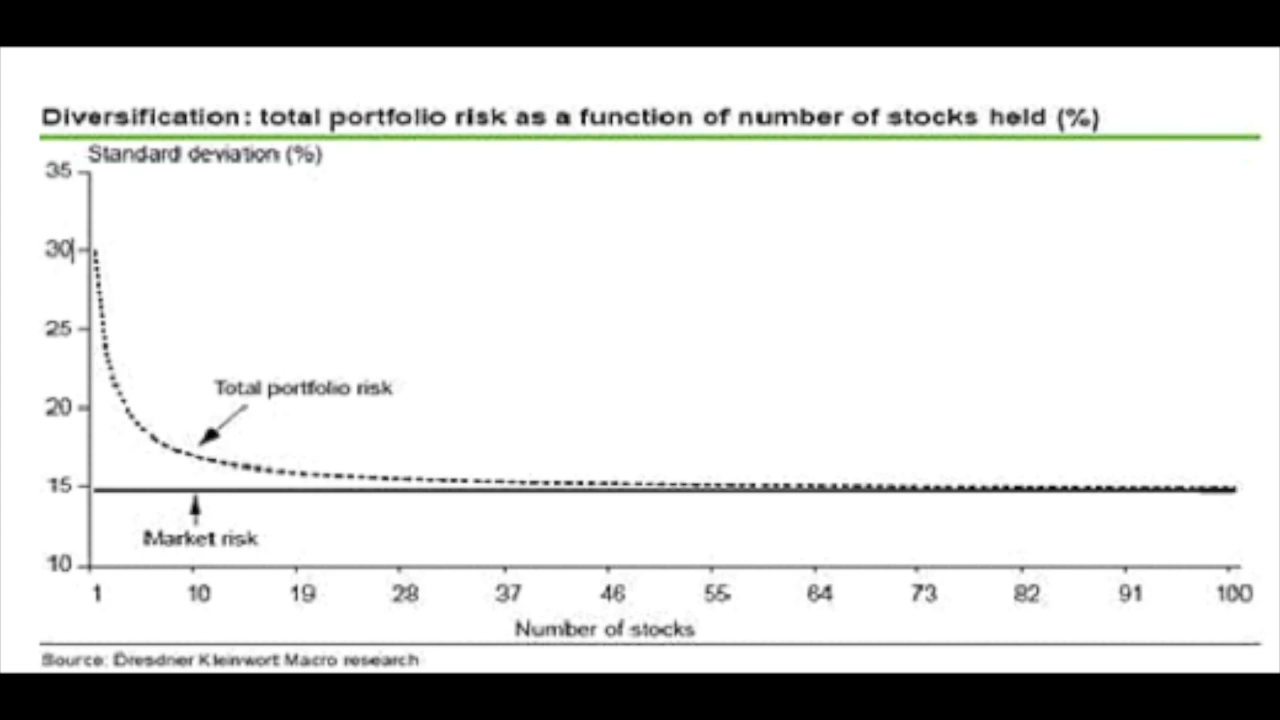 Diversification: total portfolio risk as a function of number of stocks held (%)
Standard deviation (%)
35
30
25
20
15
10
Total portfolio risk
Market risk
1 10 19 28 37 46 55 64 73 82 91 100
Number of stocks
Source: Dresdner Kleinwort Macro research